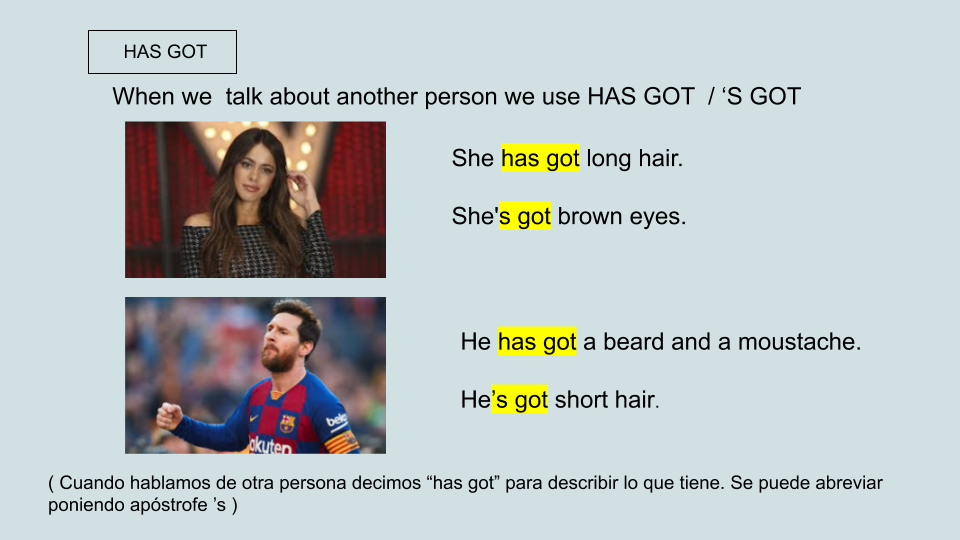 HAS GOT
When we talk about another person we use HAS GOT / ‘S GOT
She has got long hair.
She's got brown eyes.
He has got a beard and a moustache.
He’s got short hair.
beko
Rakuten
( Cuando hablamos de otra persona decimos “has got” para describir lo que tiene. Se puede abreviar
poniendo apóstrofe ’s )